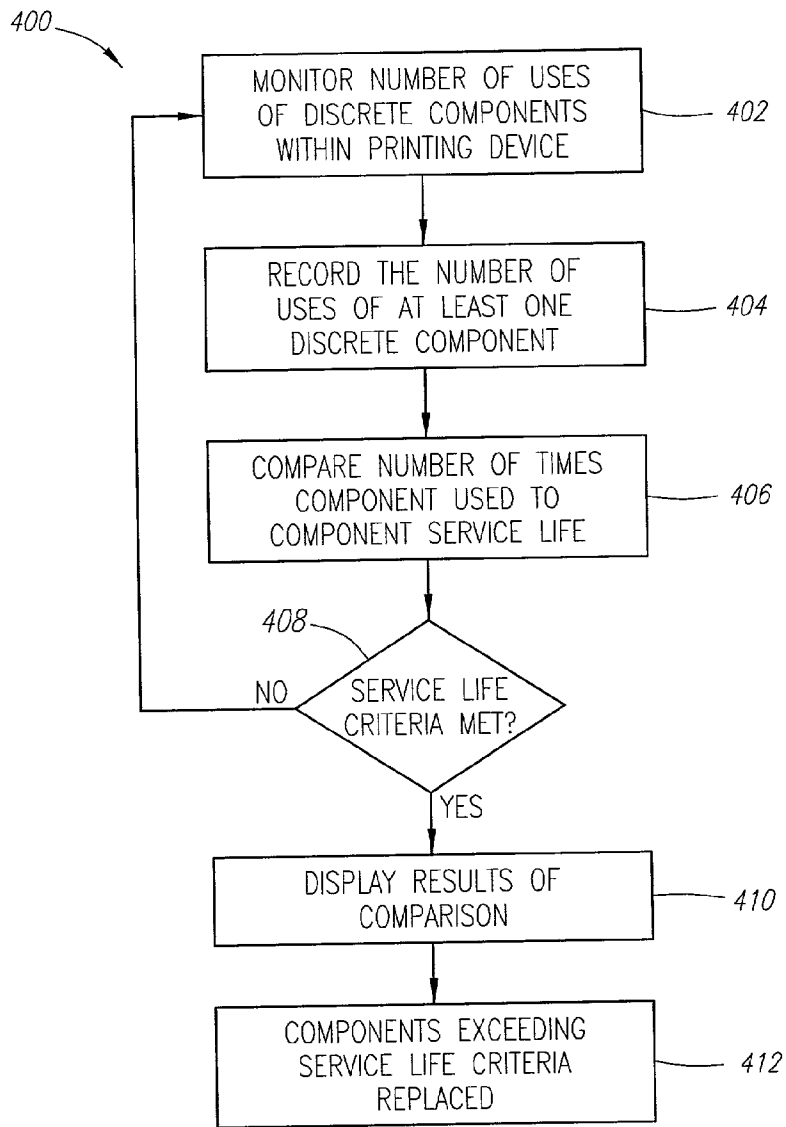 400
MONITOR NUMBER OF USES
OF DISCRETE COMPONENTS
WITHIN PRINTING DEVICE
402
RECORD THE NUMBER OF
USES OF AT LEAST ONE
DISCRETE COMPONENT
404
COMPARE NUMBER OF TIMES
COMPONENT USED TO
COMPONENT SERVICE LIFE
406
408
NO
SERVICE LIFE
CRITERIA MET?
YES
DISPLAY RESULTS OF
COMPARISON
410
COMPONENTS EXCEEDING
SERVICE LIFE CRITERIA
REPLACED
412